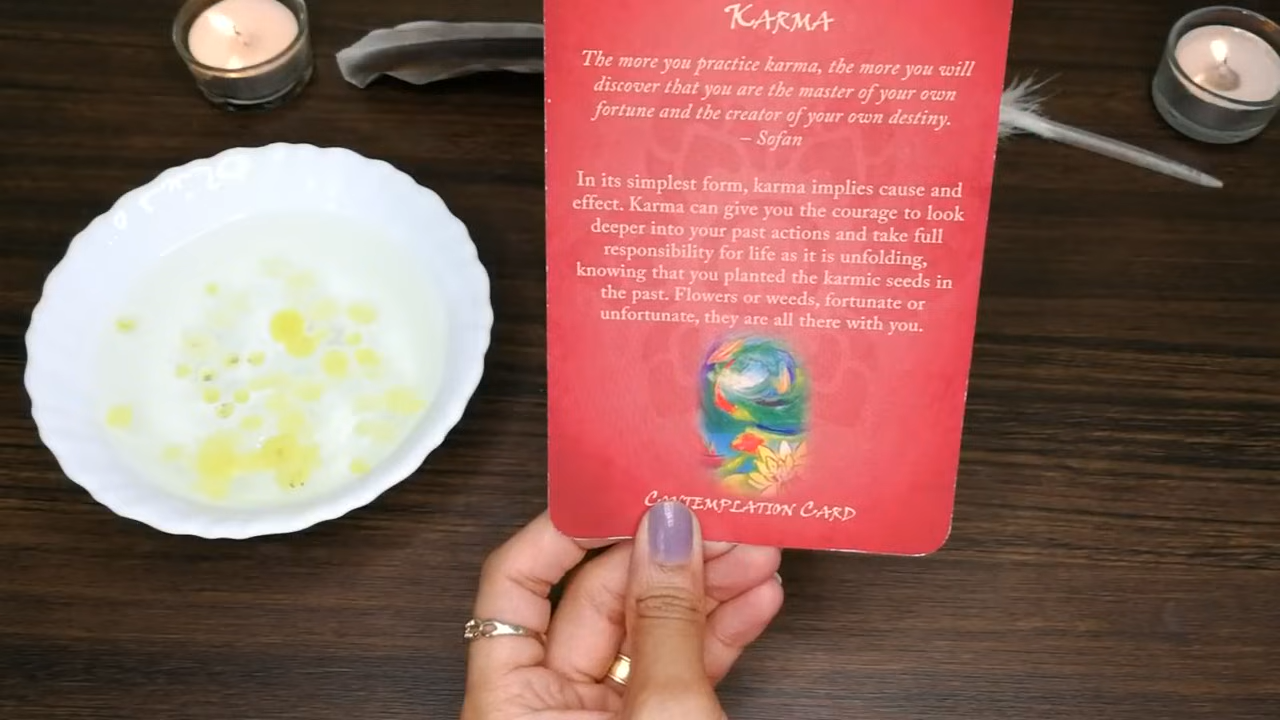 KARMA
The more you practice karma, the more you will
discover that you are the master of your own
fortune and the creator of your own destiny.
– Sofan
In its simplest form, karma implies cause and
effect. Karma can give you the courage to look
deeper into your past actions and take full
responsibility for life as it is unfolding,
knowing that you planted the karmic seeds in
the past. Flowers or weeds, fortunate or
unfortunate, they are all there with you.
CONTEMPLATION CARD